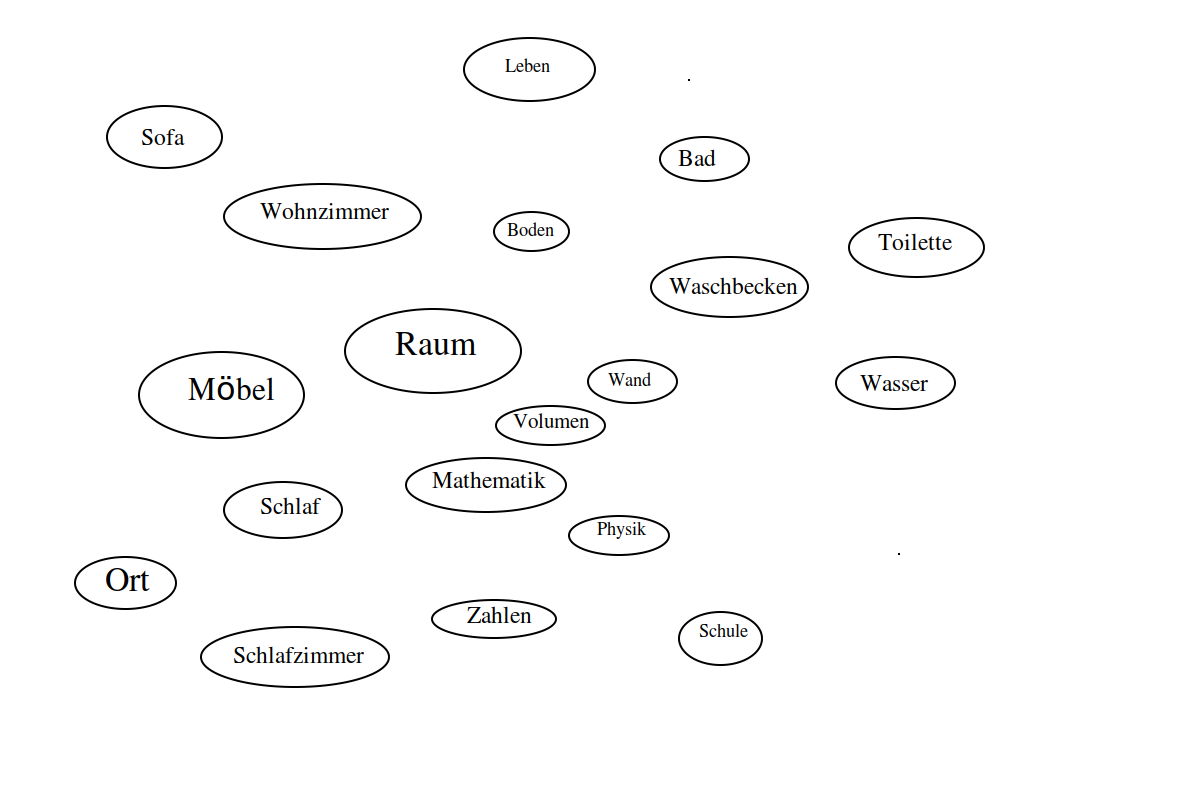 Leben
Sofa
Bad
Wohnzimmer
Boden
Toilette
Waschbecken
Raum
Möbel
Wand
Wasser
Volumen
Mathematik
Schlaf
Physik
Ort
Zahlen
Schule
Schlafzimmer